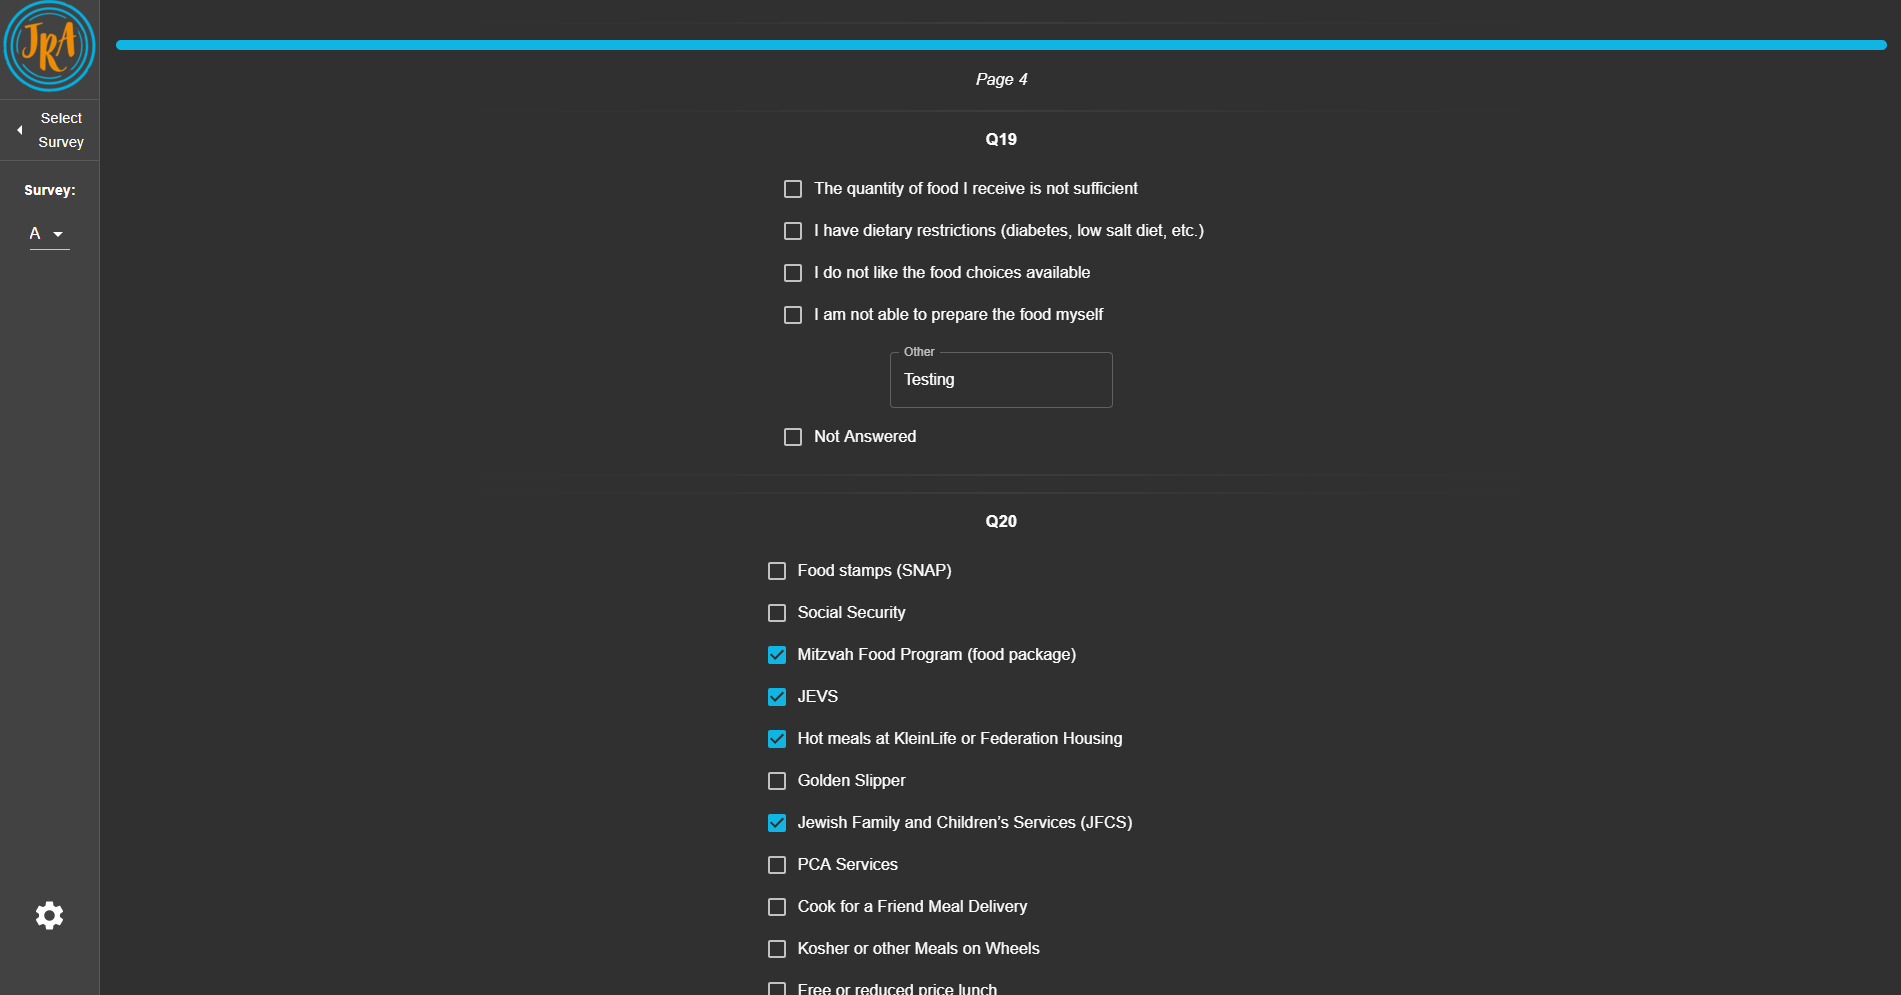 JRA
Select
Survey
Survey:
A
Page 4
Q19
The quantity of food I receive is not sufficient
I have dietary restrictions (diabetes, low salt diet, etc.)
I do not like the food choices available
I am not able to prepare the food myself
Other
Testing
Not Answered
Q20
Food stamps (SNAP)
Social Security
Mitzvah Food Program (food package)
JEVS
Hot meals at KleinLife or Federation Housing
Golden Slipper
Jewish Family and Children’s Services (JFCS)
PCA Services
Cook for a Friend Meal Delivery
Kosher or other Meals on Wheels
Free or reduced price lunch